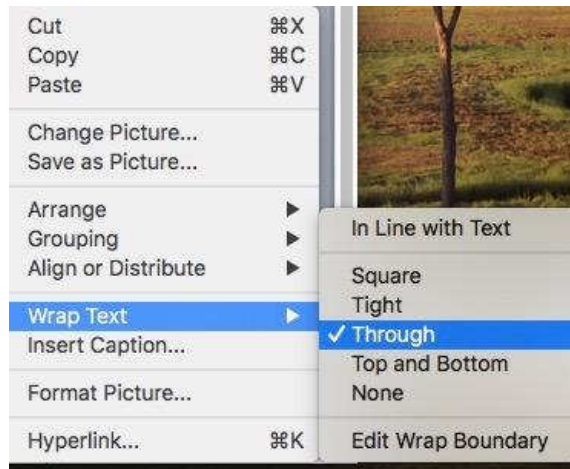 Cut ⌘X
Copy ⌘C
Paste ⌘V
Change Picture...
Save as Picture...
Arrange ▶
Grouping ▶
Align or Distribute ▶
Wrap Text ▶
Insert Caption...
Format Picture...
Hyperlink... ⌘K
In Line with Text
Square
Tight
✓ Through
Top and Bottom
None
Edit Wrap Boundary